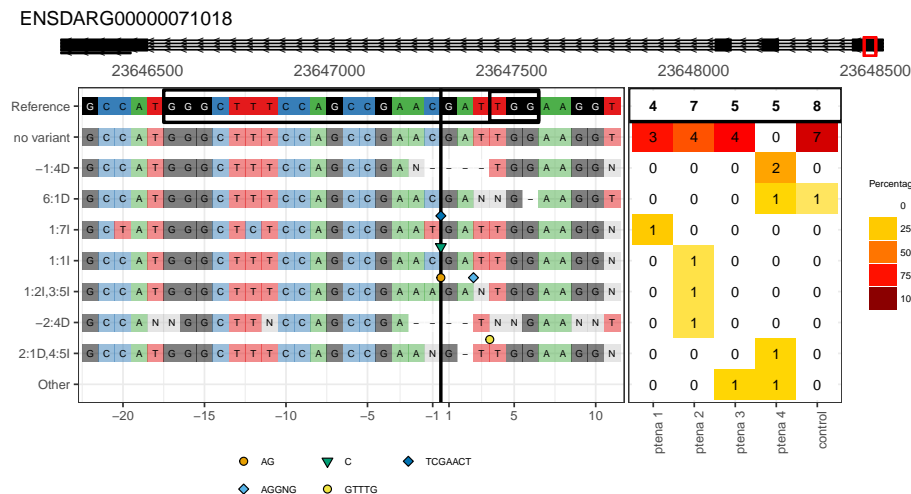 ENSDARG00000071018
23646500 23647000 23647500 23648000 23648500
Reference G C C A T G G G C T T T C C A G C C G A A C G A T T G G A A G G T 4 7 5 5 8
no variant G C C A T G G G C T T T C C A G C C G A A C G A T T G G A A G G T 3 4 4 0 7
−1:4D G C C A T G G G C T T T C C A G C C G A N - - - - T G G A A G G N 0 0 0 2 0
6:1D G C C A T G G G C T T T C C A G C C G A A C G A N N G - A A G G T 0 0 0 1 1
1:7I G C T A T G G G C T C T C C A G C C G A A T G A T T G G A A G G N 1 0 0 0 0
1:1I G C C A T G G G C T T T C C A G C C G A A C G A T T G G A A G G N 0 1 0 0 0
1:2I,3:5I G C C A T G G G C T T T C C A G C C G A A A G A N T G G A A G G N 0 1 0 0 0
−2:4D G C C A N N G G C T T N C C A G C C G A - - - - T N N G A A N N T 0 1 0 0 0
2:1D,4:5I G C C A T G G G C T T T C C A G C C G A A N G - T T G G A A G G N 0 0 0 1 0
Other 0 0 1 1 0
−20 −15 −10 −5 −1 1 5 10
ptena 1
ptena 2
ptena 3
ptena 4
control
Percentag
0
25
50
75
10
AG C TCGAACT
AGGNG GTTTG